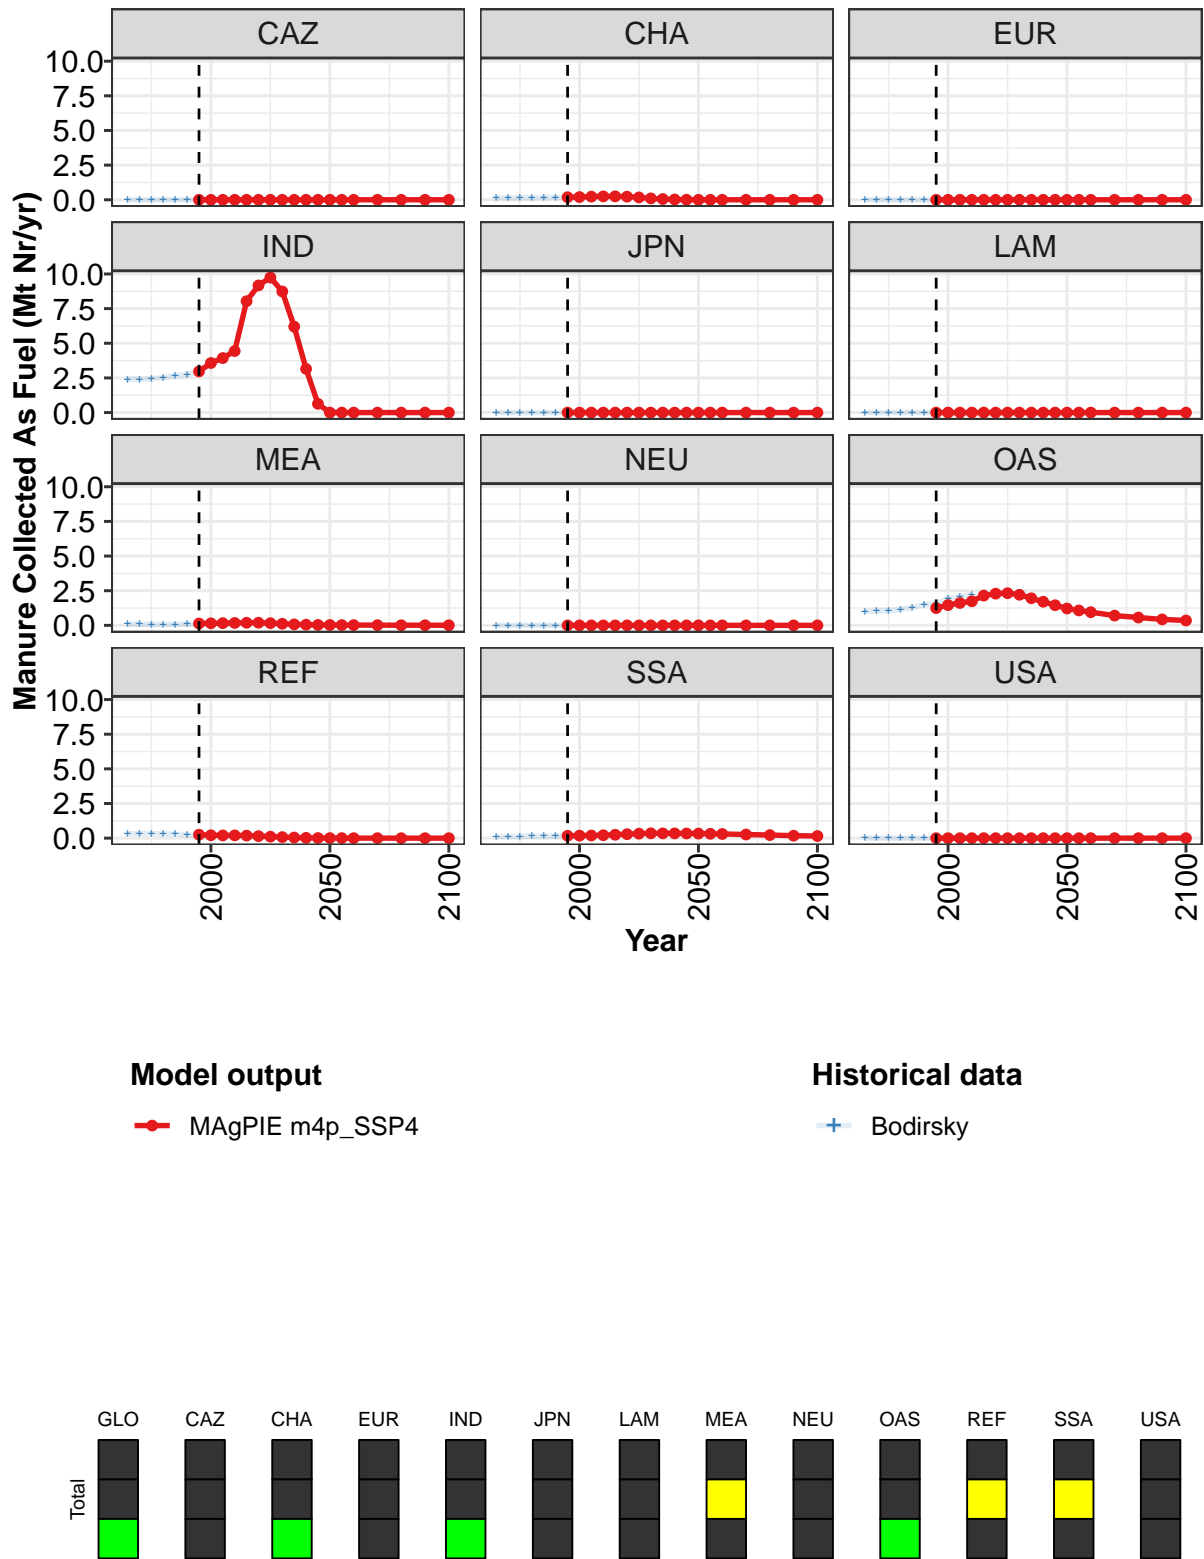 CAZ CHA EUR
10.0
7.5
5.0
2.5
0.0
IND JPN LAM
10.0
7.5
5.0
2.5
0.0
MEA NEU OAS
10.0
7.5
5.0
2.5
0.0
REF SSA USA
10.0
7.5
5.0
2.5
0.0
Manure Collected As Fuel (Mt Nr/yr)
2000 2050 2100 2000 2050 2100 2000 2050 2100
Year
Model output Historical data
MAgPIE m4p_SSP4 Bodirsky
GLO CAZ CHA EUR IND JPN LAM MEA NEU OAS REF SSA USA
Total